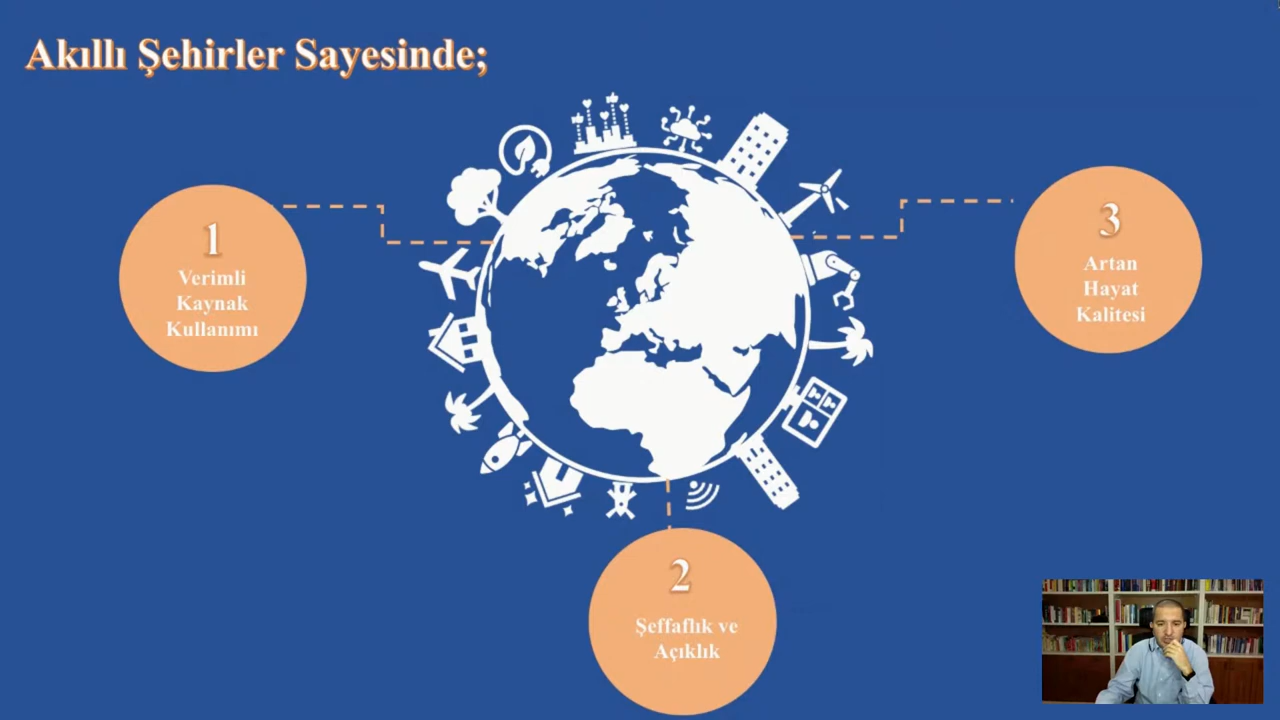 Akıllı Şehirler Sayesinde;
1
Verimli
Kaynak
Kullanımı
2
Şeffaflık ve
Açıklık
3
Artan
Hayat
Kalitesi